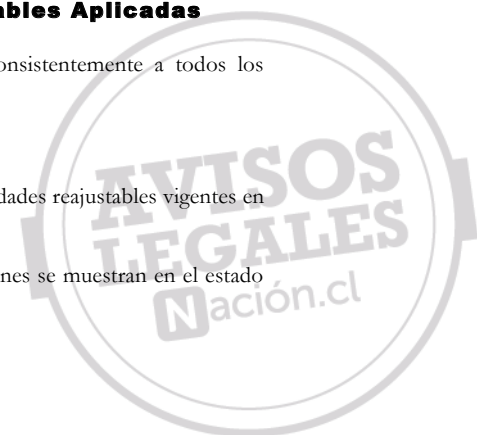 ables Aplicadas
onsistentemente a todos los
dades reajustables vigentes en
nes se muestran en el estado
AVISOS
LEGALES
Nación.cl